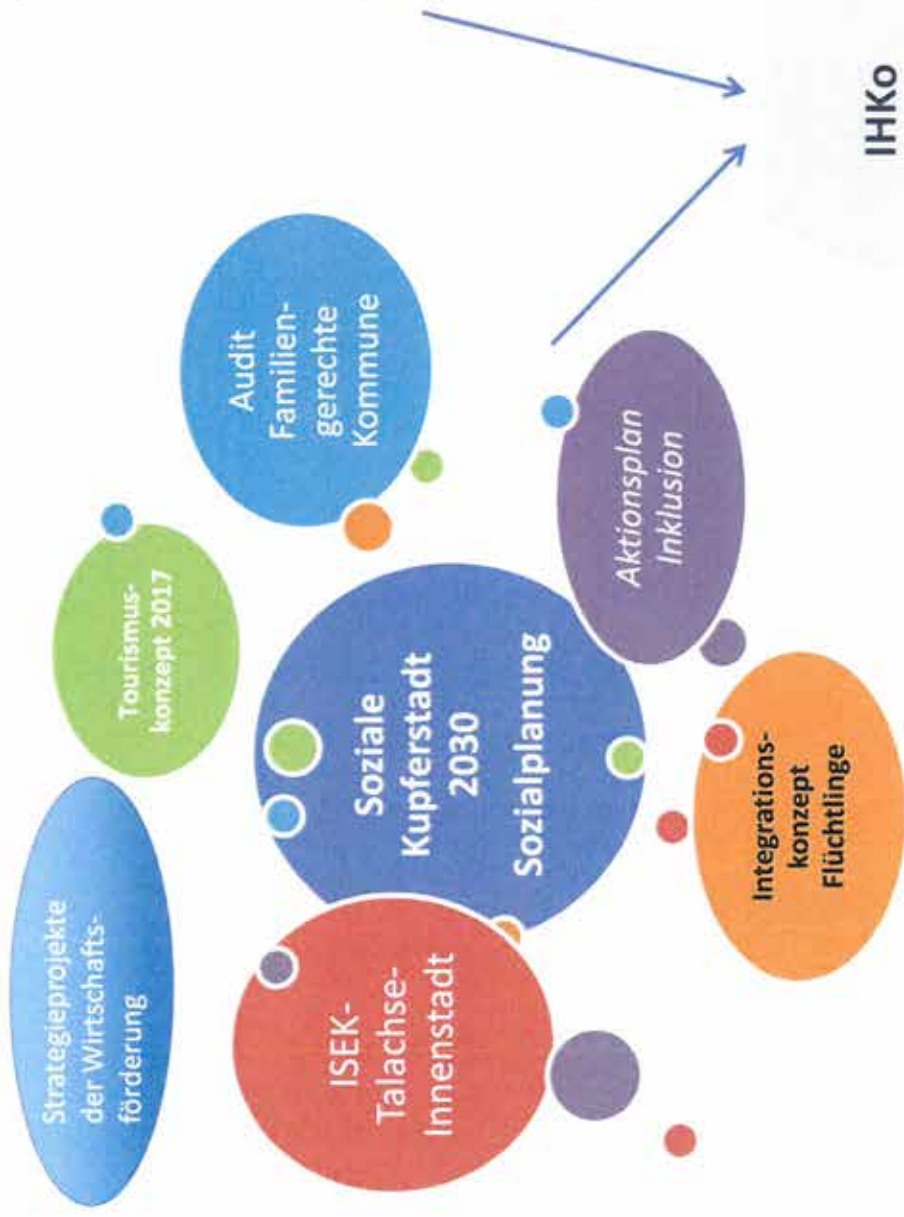 Strategieprojekte
der Wirtschafts-
förderung
Tourismus-
konzept 2017
Audit
Familien-
gerechte
Kommune
ISEK-
Talachse-
Innenstadt
Soziale
Kupferstadt
2030
Sozialplanung
Aktionsplan
Inklusion
Integrations-
konzept
Flüchtlinge
IHKo